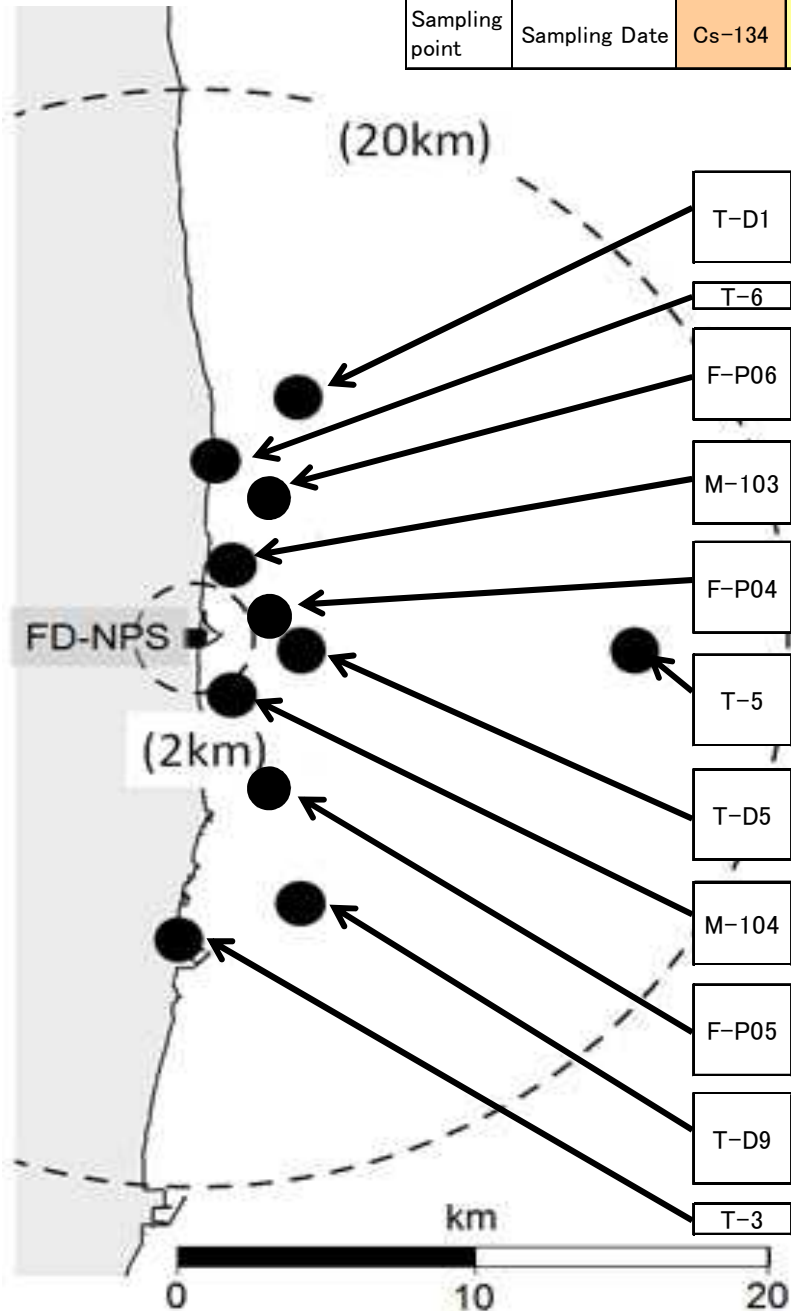 Sampling
point
Sampling Date
Cs-134
(20km)
T-D1
T-6
F-P06
M-103
F-P04
FD-NPS
T-5
(2km)
T-D5
M-104
F-P05
T-D9
T-3
km
0
10
20